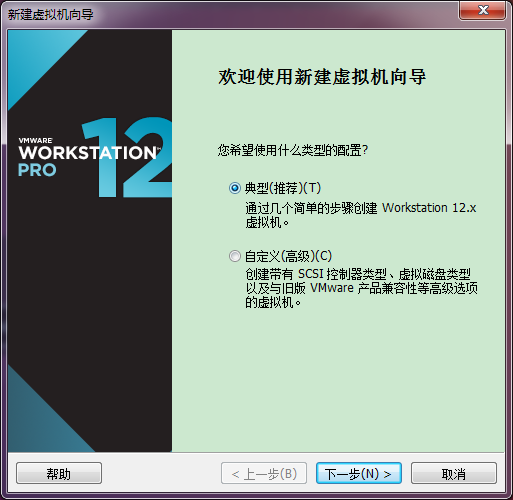 新建虚拟机向导
欢迎使用新建虚拟机向导
VMWARE
WORKSTATION™
PRO
12
您希望使用什么类型的配置?
典型(推荐)(T)
通过几个简单的步骤创建 Workstation 12.x
虚拟机。
自定义(高级)(C)
创建带有 SCSI 控制器类型、虚拟磁盘类型
以及与旧版 VMware 产品兼容性等高级选项
的虚拟机。
帮助
< 上一步(B)
下一步(N) >
取消